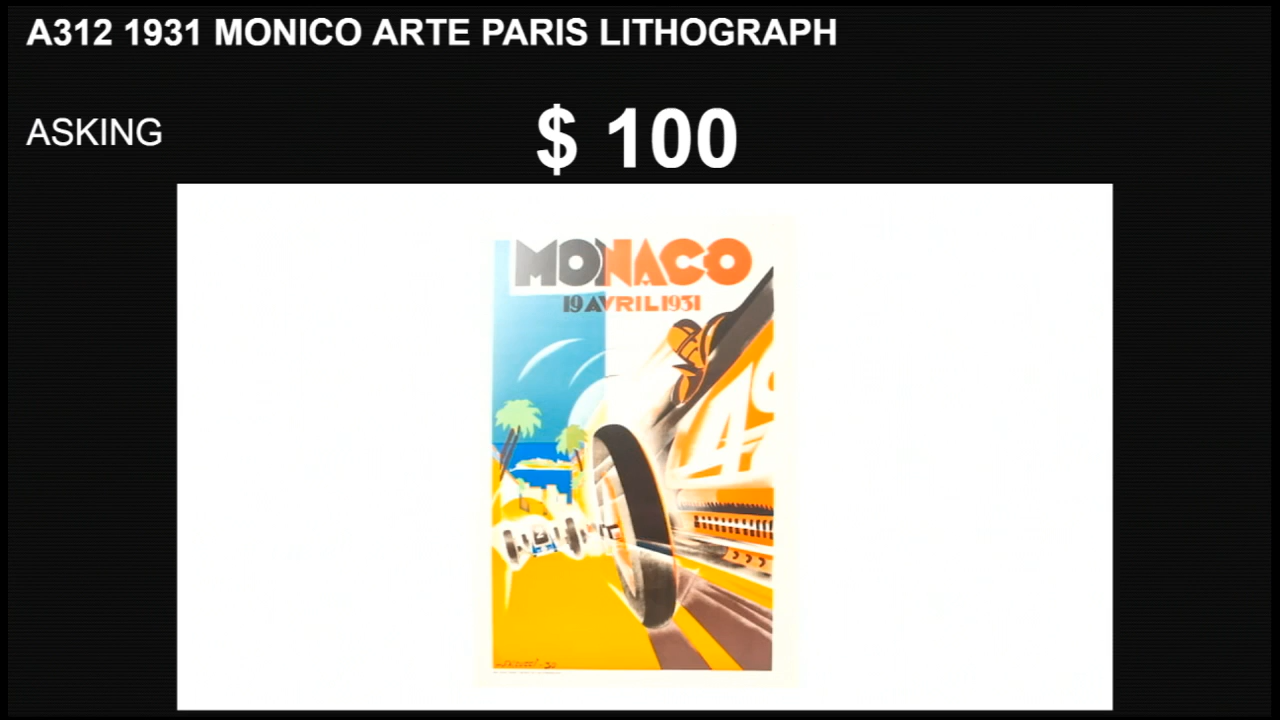 A312 1931 MONICO ARTE PARIS LITHOGRAPH
ASKING
$ 100
MONACO
19 AVRIL 1931